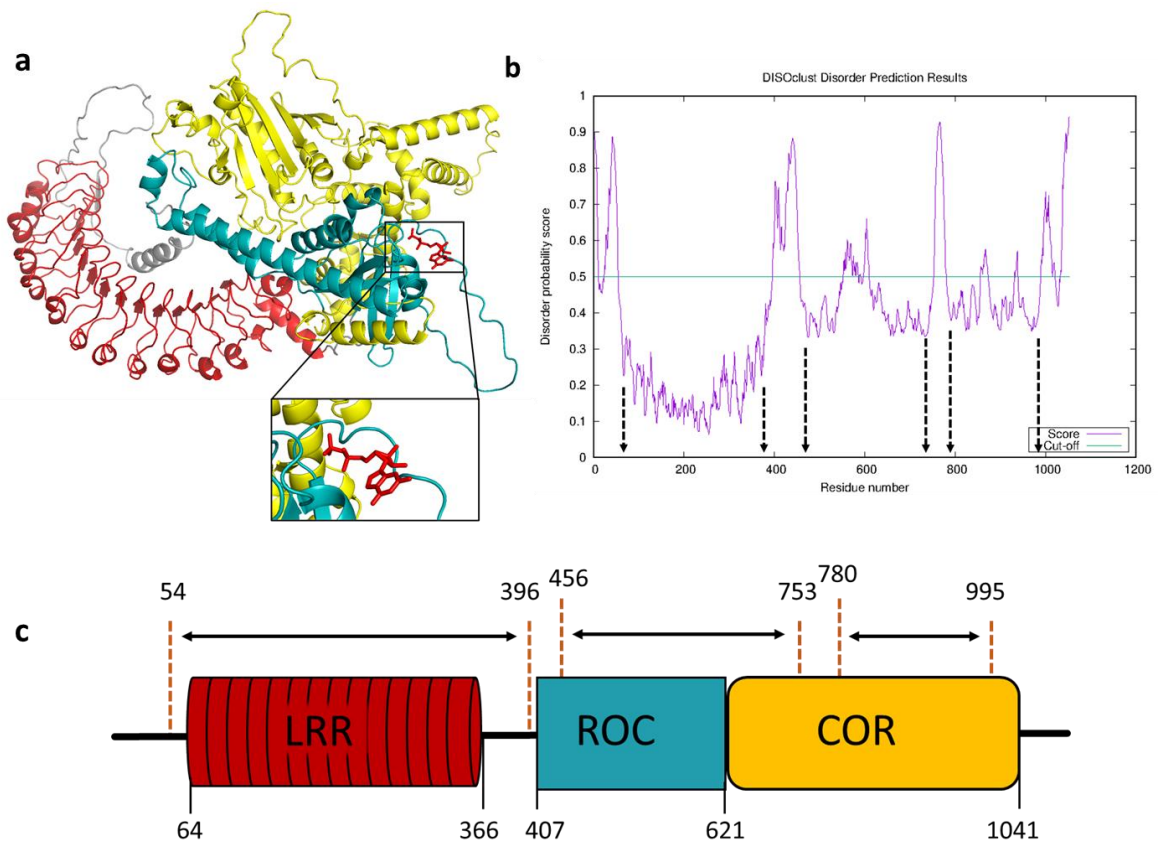 a
b
DISOclust Disorder Prediction Results
1
0.9
0.8
0.7
0.6
0.5
0.4
0.3
0.2
0.1
0
Disorder probability score
0 200 400 600 800 1000 1200
Residue number
Score
Cut-off
c
54 396 456 753 780 995
LRR ROC COR
64 366 407 621 1041